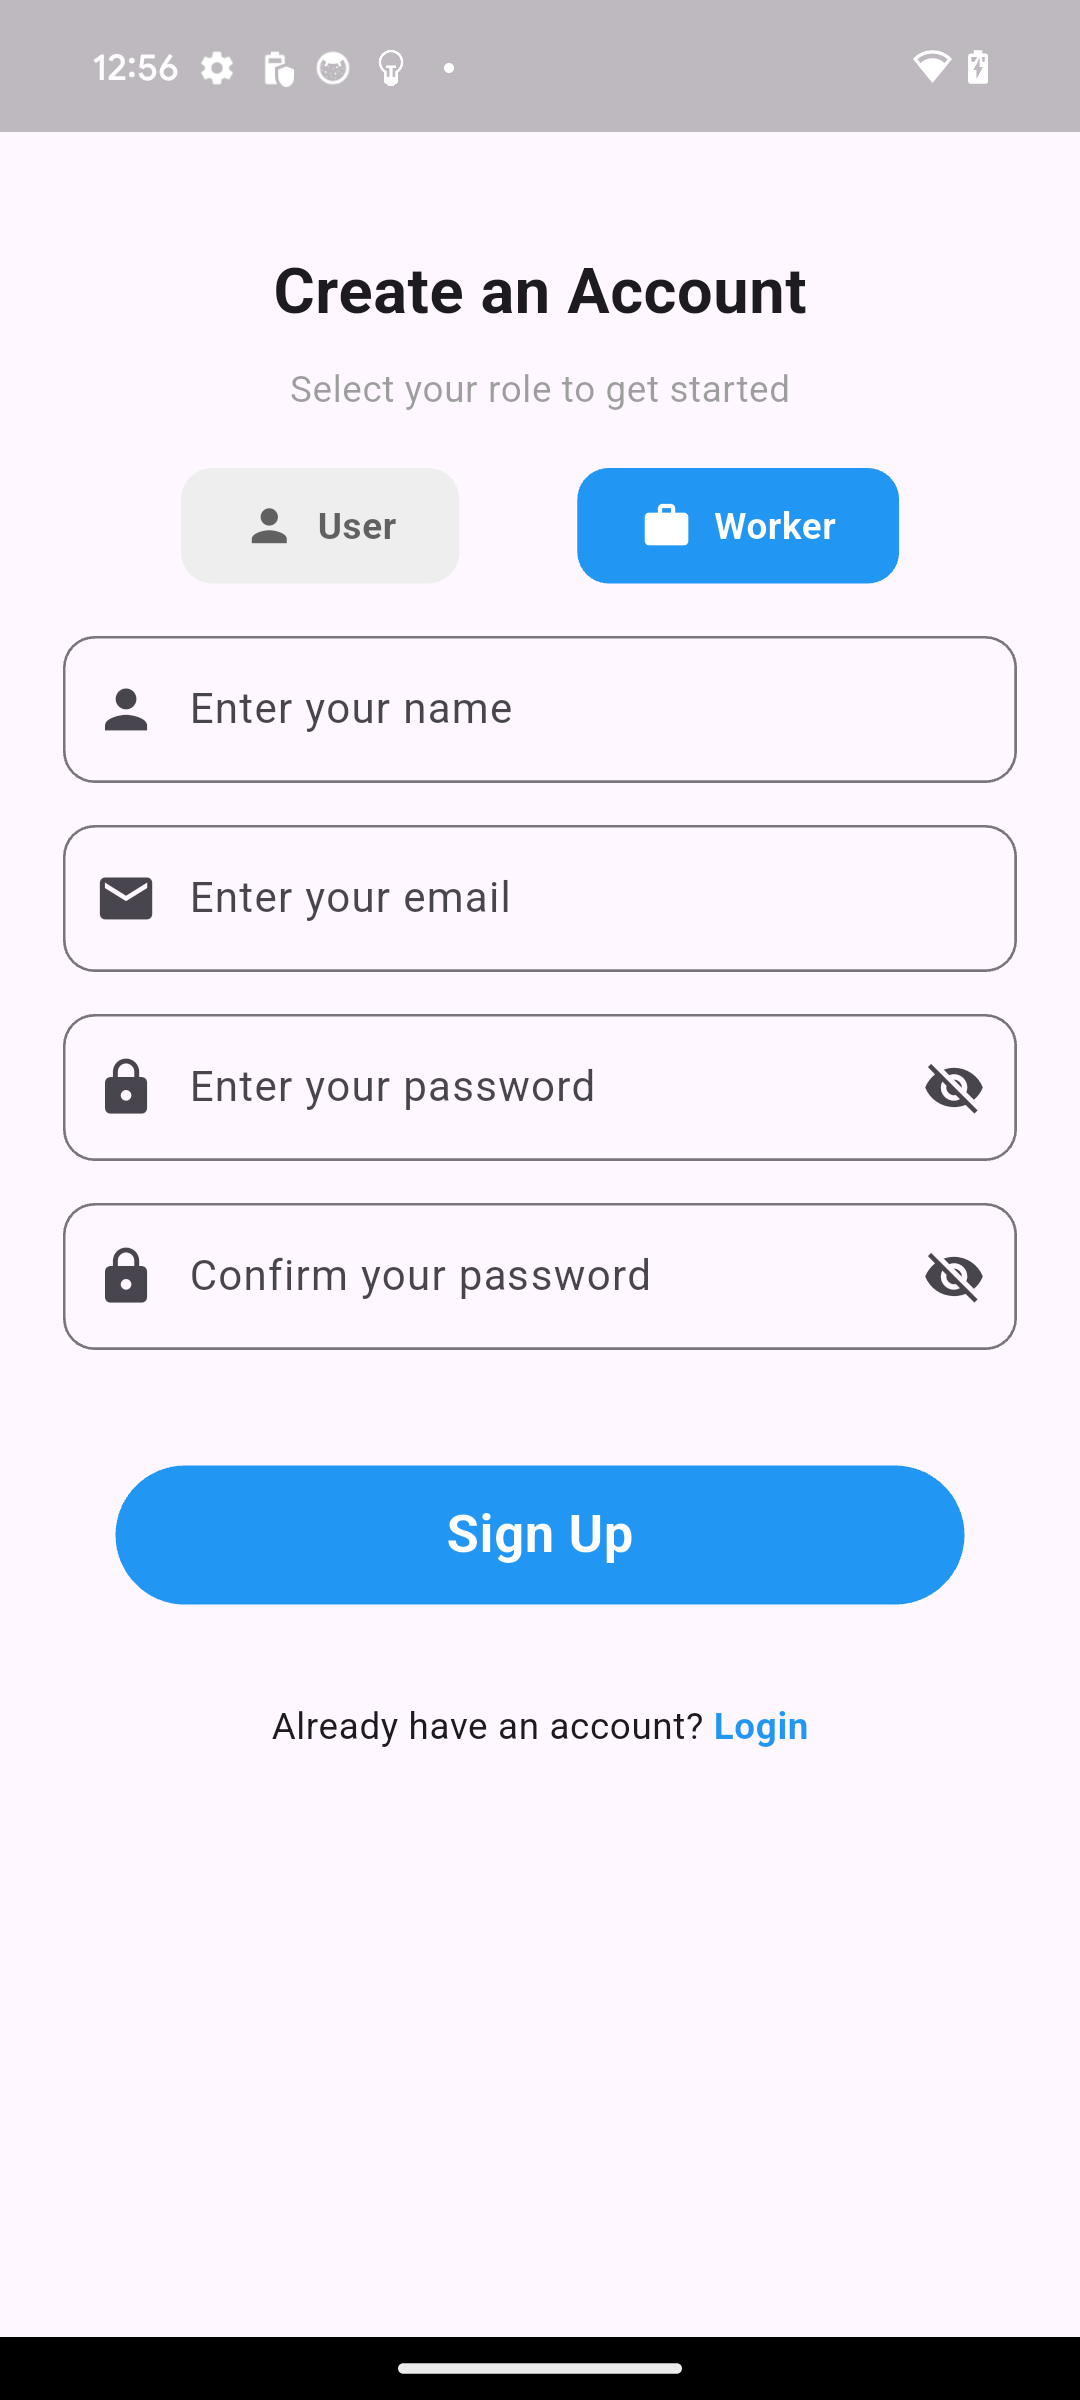 12:56
Create an Account
Select your role to get started
User
Worker
Enter your name
Enter your email
Enter your password
Confirm your password
Sign Up
Already have an account? Login